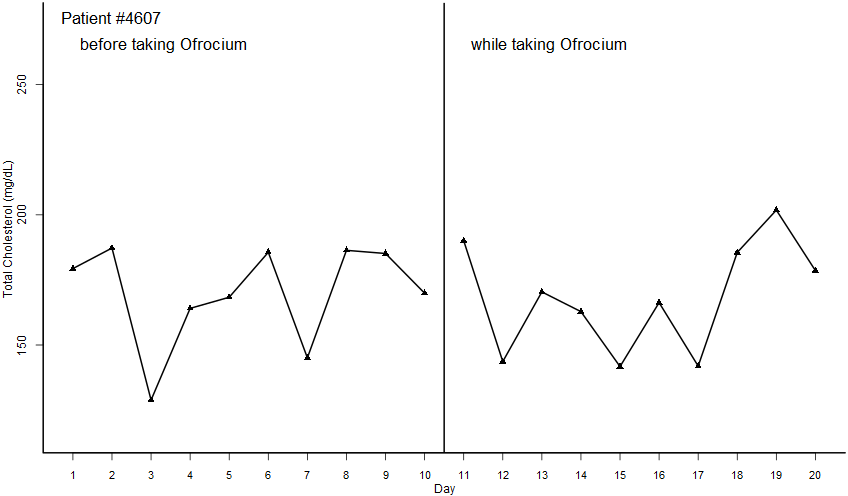 Patient #4607
before taking Ofrocium
while taking Ofrocium
Total Cholesterol (mg/dL)
250
200
150
1 2 3 4 5 6 7 8 9 10 11 12 13 14 15 16 17 18 19 20
Day